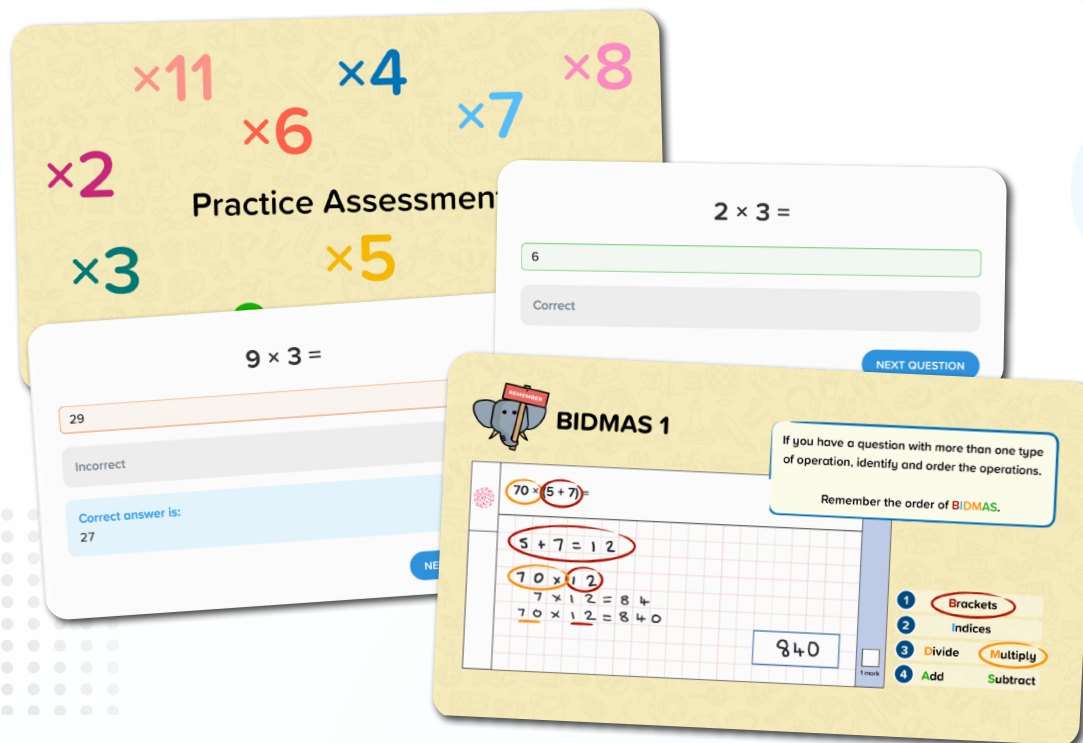 ×11
×4
×8
×6
×7
×2
Practice Assessment
×3
×5
2 × 3 =
6
Correct
NEXT QUESTION
9 × 3 =
29
Incorrect
Correct answer is:
27
NE
REMEMBER
BIDMAS 1
If you have a question with more than one type
of operation, identify and order the operations.
Remember the order of BIDMAS.
70 × (5 + 7) =
5 + 7 = 12
70 × 12
7 × 12 = 84
70 × 12 = 840
840
1 mark
1 Brackets
2 Indices
3 Divide Multiply
4 Add Subtract